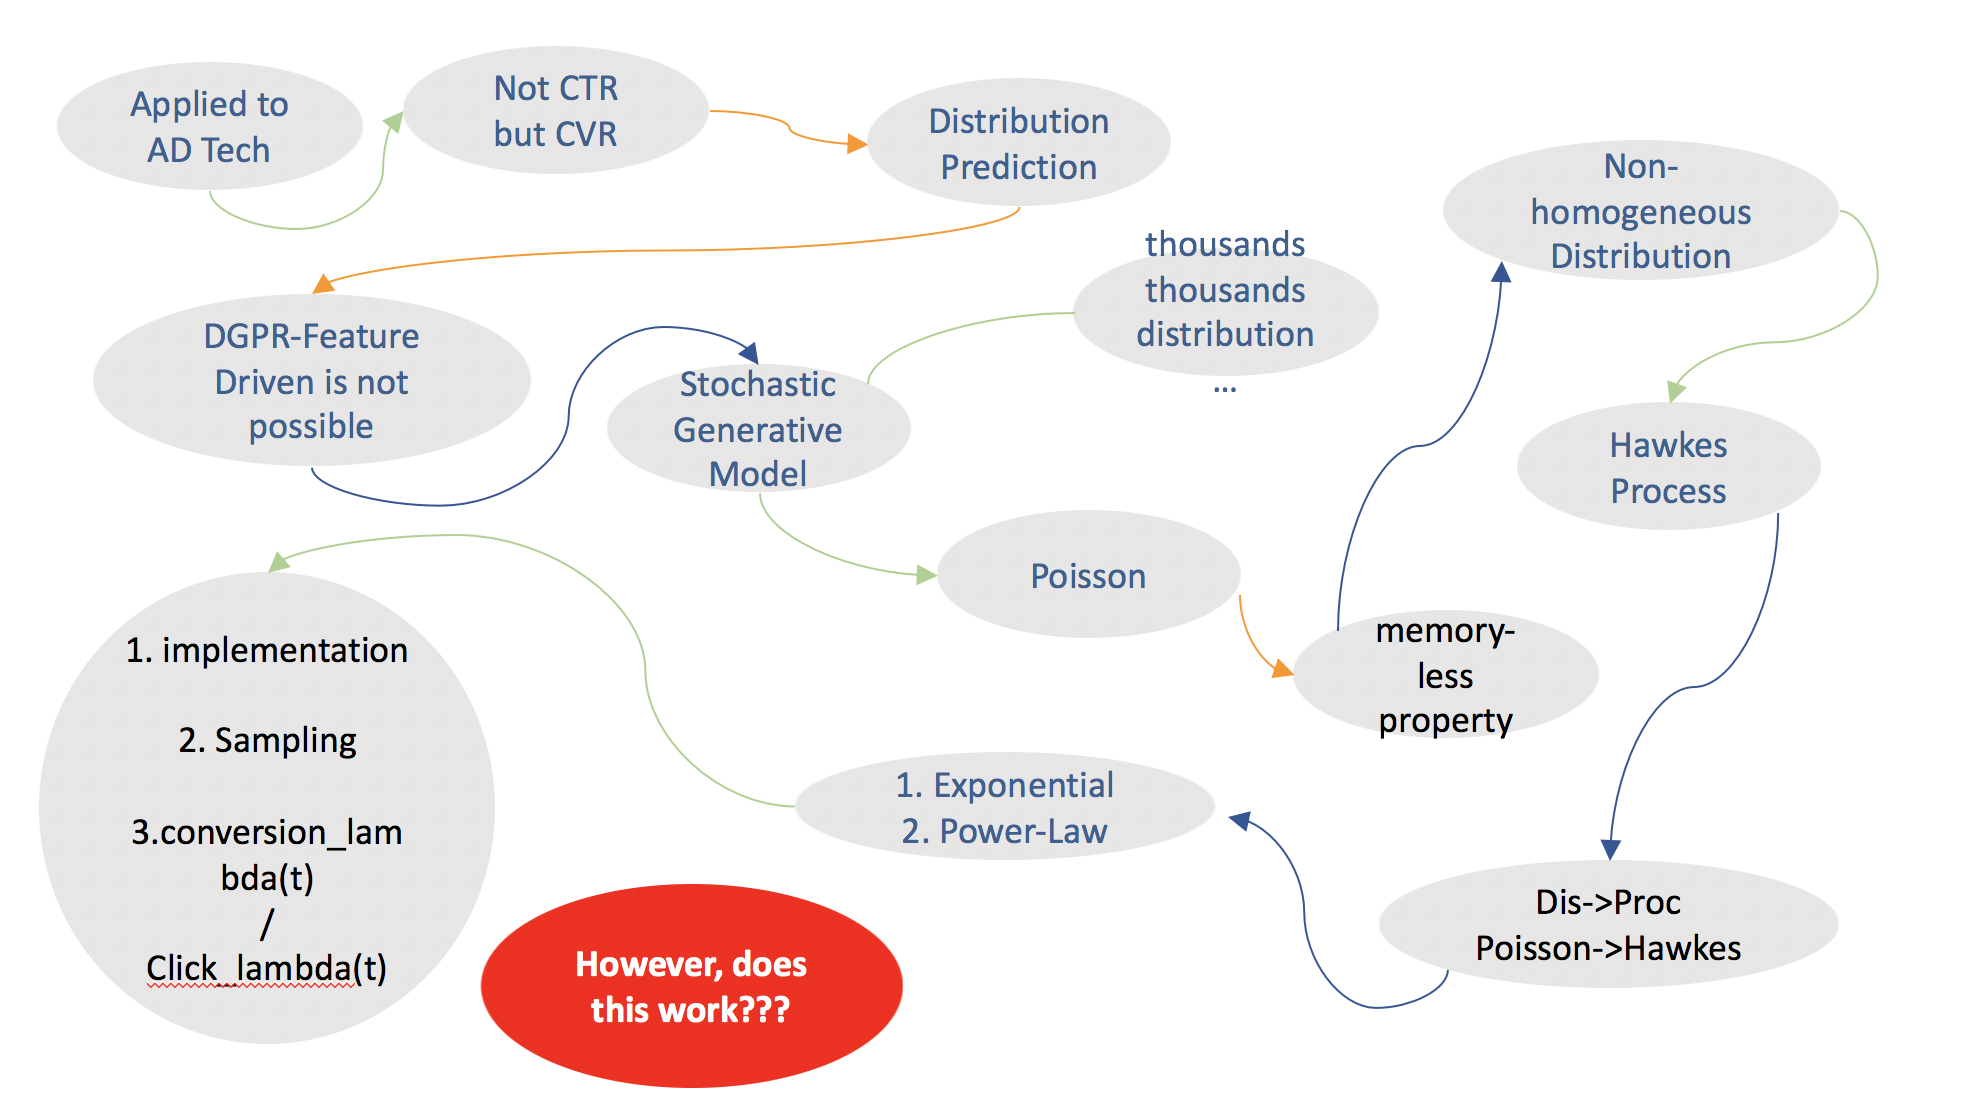 Applied to
AD Tech
Not CTR
but CVR
Distribution
Prediction
Non-
homogeneous
Distribution
thousands
thousands
distribution
...
DGPR-Feature
Driven is not
possible
Stochastic
Generative
Model
Hawkes
Process
Poisson
memory-
less
property
1. implementation
2. Sampling
3.conversion_lam
bda(t)
/
Click_lambda(t)
1. Exponential
2. Power-Law
Dis->Proc
Poisson->Hawkes
However, does
this work???